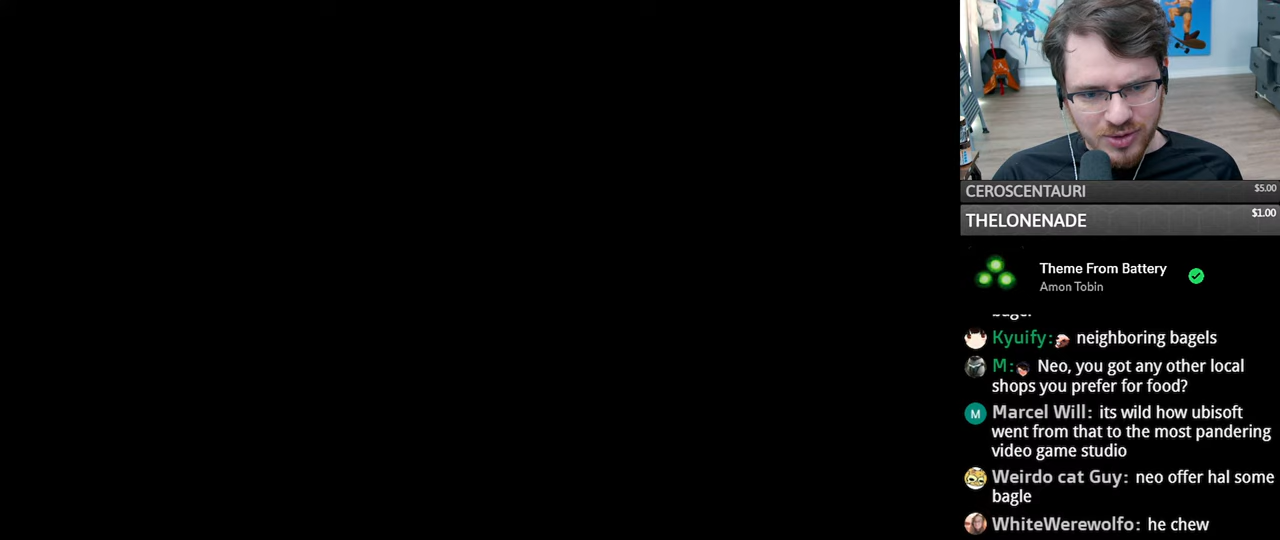 CEROSCENTAURI $5.00
THELONENADE $1.00
Theme From Battery
Amon Tobin
Kyuify: neighboring bagels
M: Neo, you got any other local
shops you prefer for food?
M Marcel Will: its wild how ubisoft
went from that to the most pandering
video game studio
Weirdo cat Guy: neo offer hal some
bagle
WhiteWerewolfo: he chew